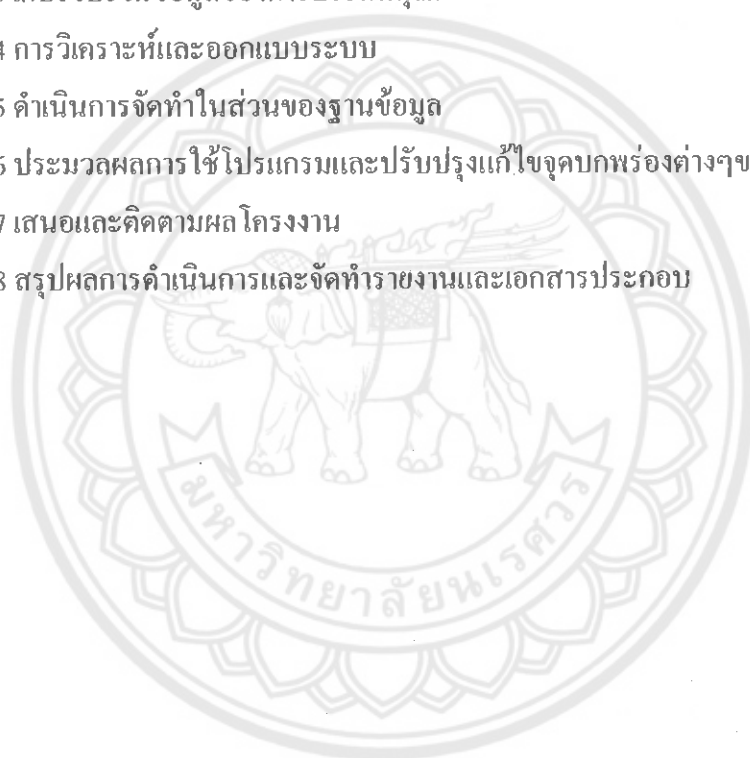 4 การวิเคราะห์และออกแบบระบบ
5 ดำเนินการจัดทำในส่วนของฐานข้อมูล
6 ประมวลผลการใช้โปรแกรมและปรับปรุงแก้ไขจุดบกพร่องต่างๆข
7 เสนอและติดตามผลโครงงาน
8 สรุปผลการดำเนินการและจัดทำรายงานและเอกสารประกอบ
มหาวิทยาลัยนเรศวร